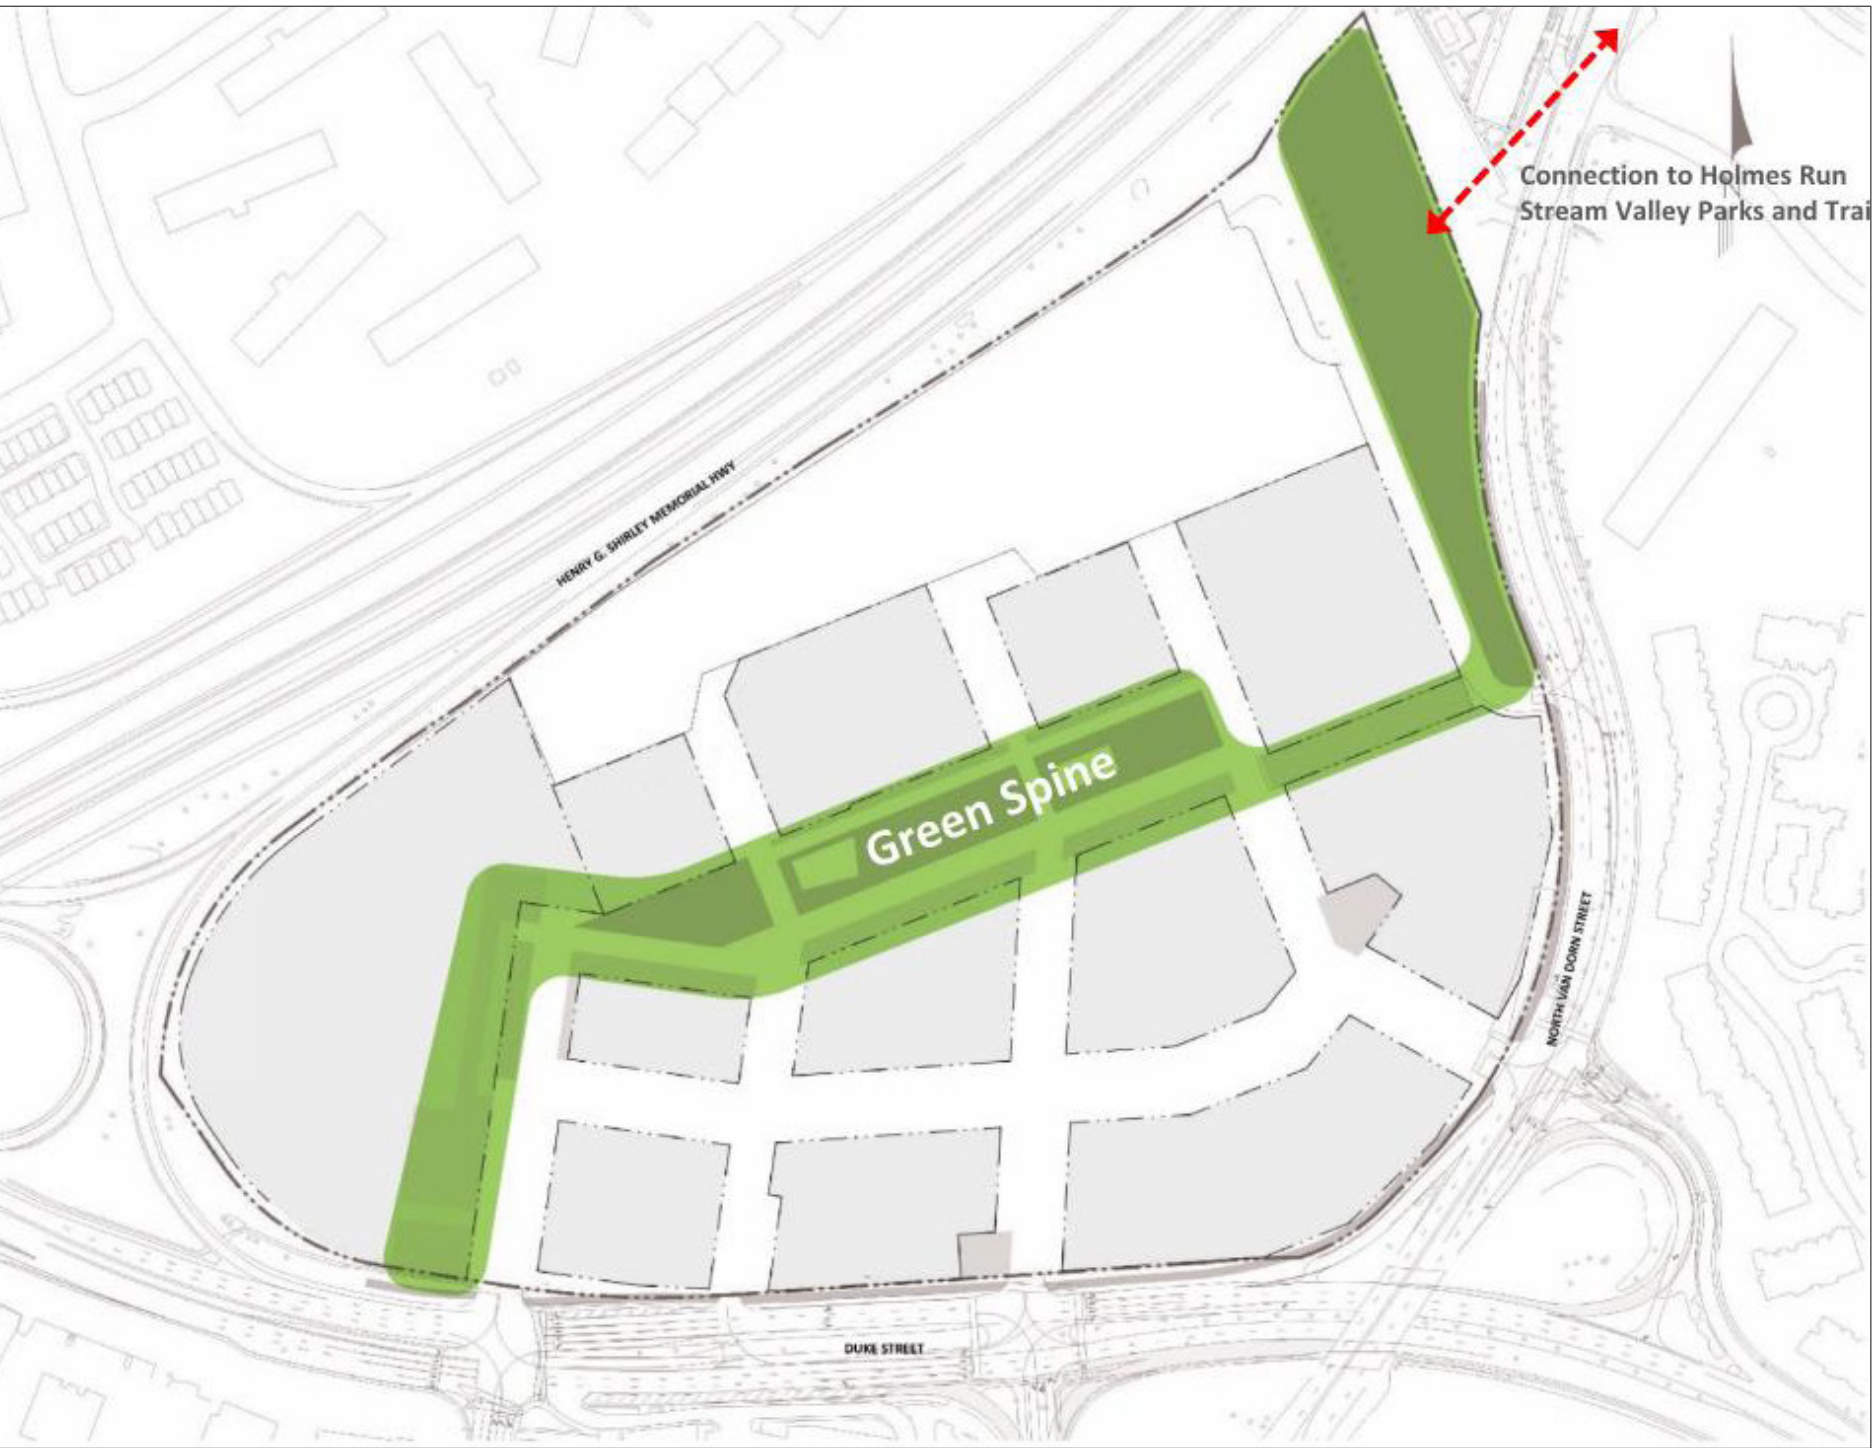 Connection to Holmes Run
Stream Valley Parks and Trai
HENRY G. SHIRLEY MEMORIAL HWY
Green Spine
NORTH VAN DORN STREET
DUKE STREET